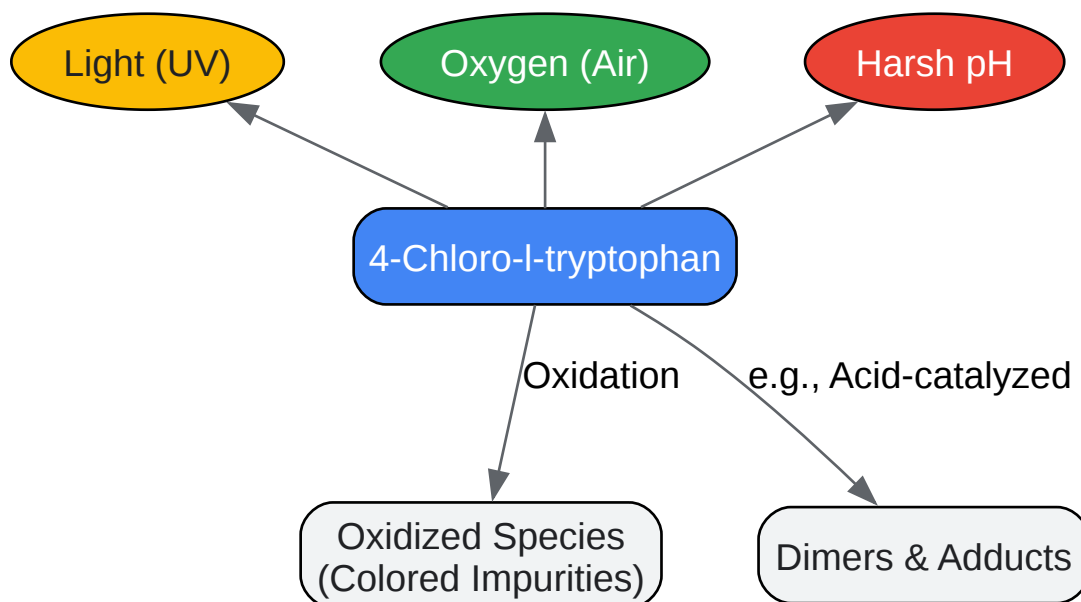 Light (UV)
Oxygen (Air)
Harsh pH
4-Chloro-l-tryptophan
Oxidation
e.g., Acid-catalyzed
Oxidized Species
(Colored Impurities)
Dimers & Adducts